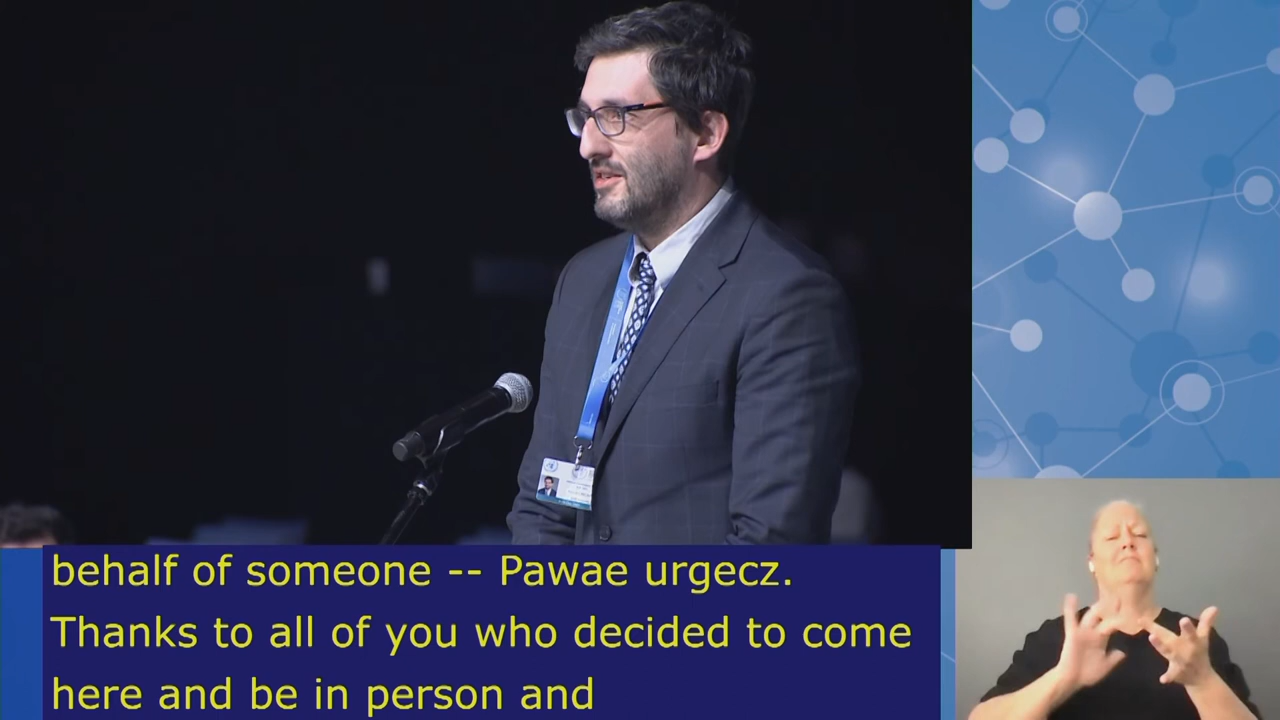 behalf of someone -- Pawae urgecz.
Thanks to all of you who decided to come
here and be in person and